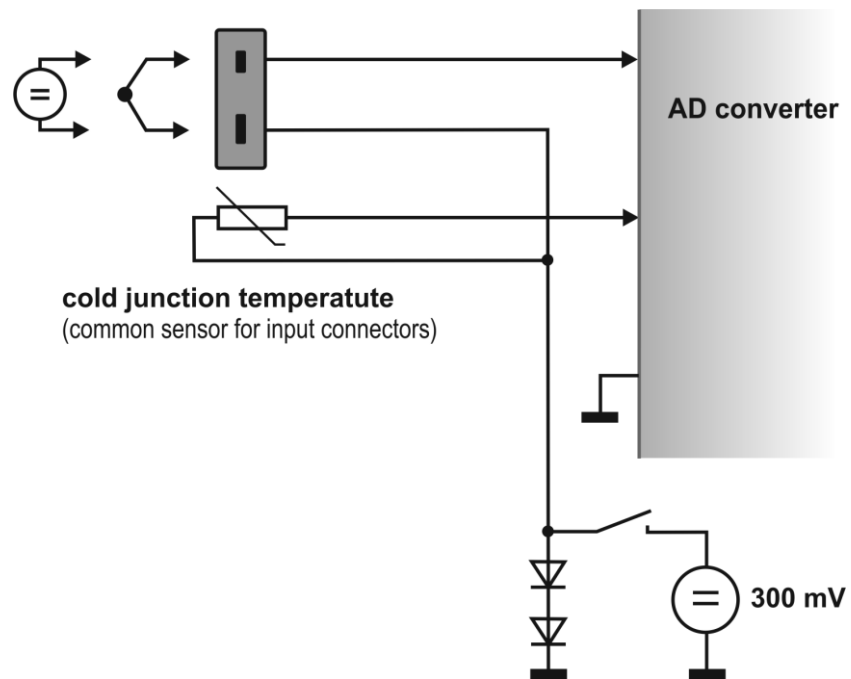 AD converter
cold junction temperatute
(common sensor for input connectors)
300 mV